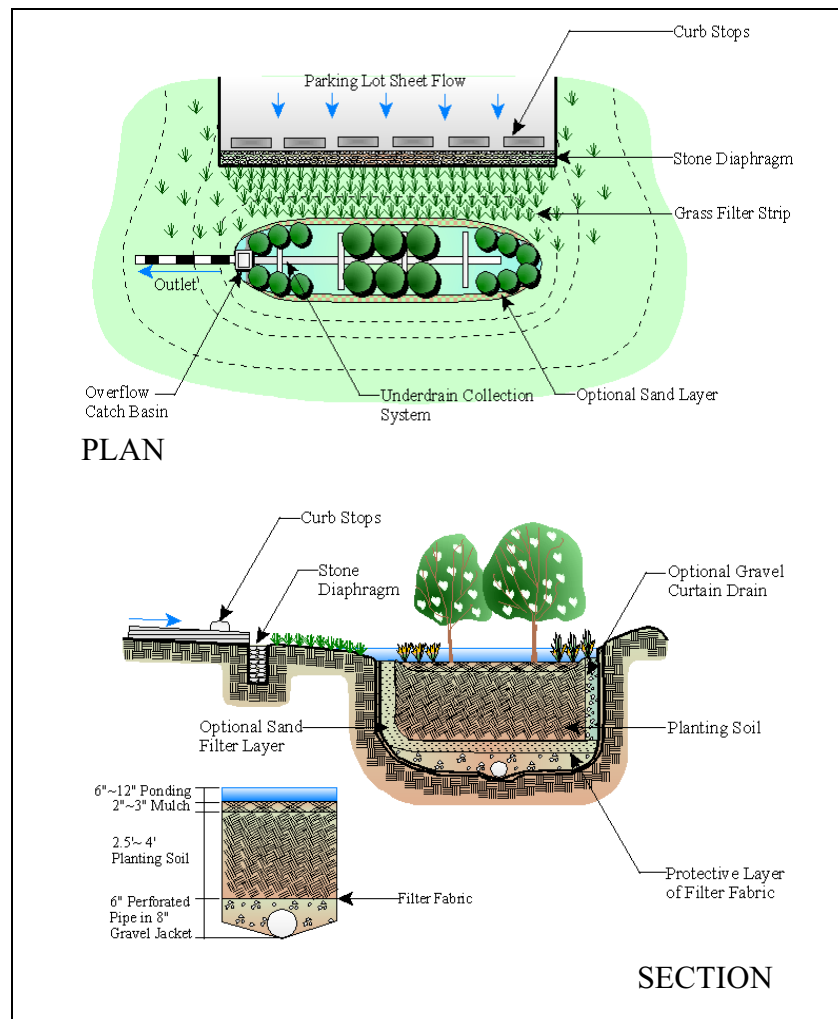 Curb Stops
Parking Lot Sheet Flow
Stone Diaphragm
Grass Filter Strip
Outlet
Overflow
Catch Basin
Underdrain Collection
System
Optional Sand Layer
PLAN
Curb Stops
Stone
Diaphragm
Optional Gravel
Curtain Drain
Optional Sand
Filter Layer
Planting Soil
6"~12" Ponding
2"~3" Mulch
2.5'~ 4'
Planting Soil
6" Perforated
Pipe in 8"
Gravel Jacket
Filter Fabric
Protective Layer
of Filter Fabric
SECTION